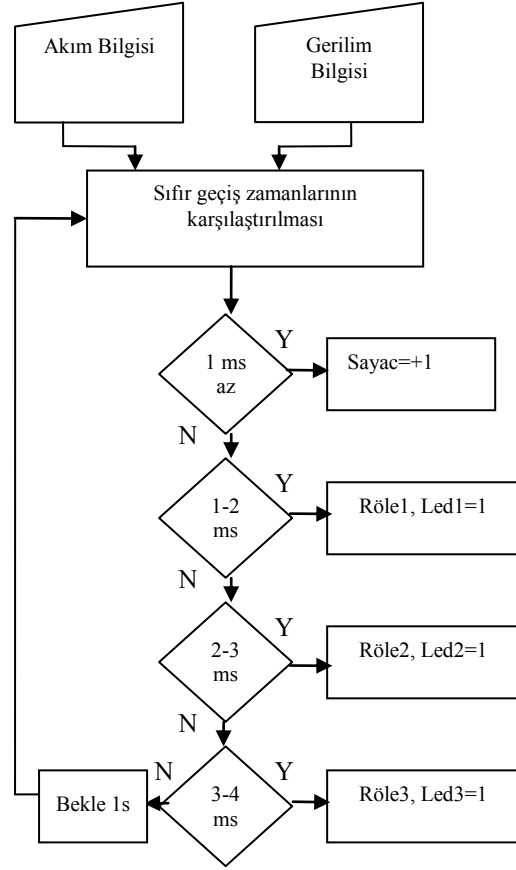 Akım Bilgisi
Gerilim
Bilgisi
Sıfır geçiş zamanlarının
karşılaştırılması
Y
1 ms
az
Sayac=+1
N
Y
1-2
ms
Röle1, Led1=1
N
Y
2-3
ms
Röle2, Led2=1
N
N
Y
Bekle 1s
3-4
ms
Röle3, Led3=1